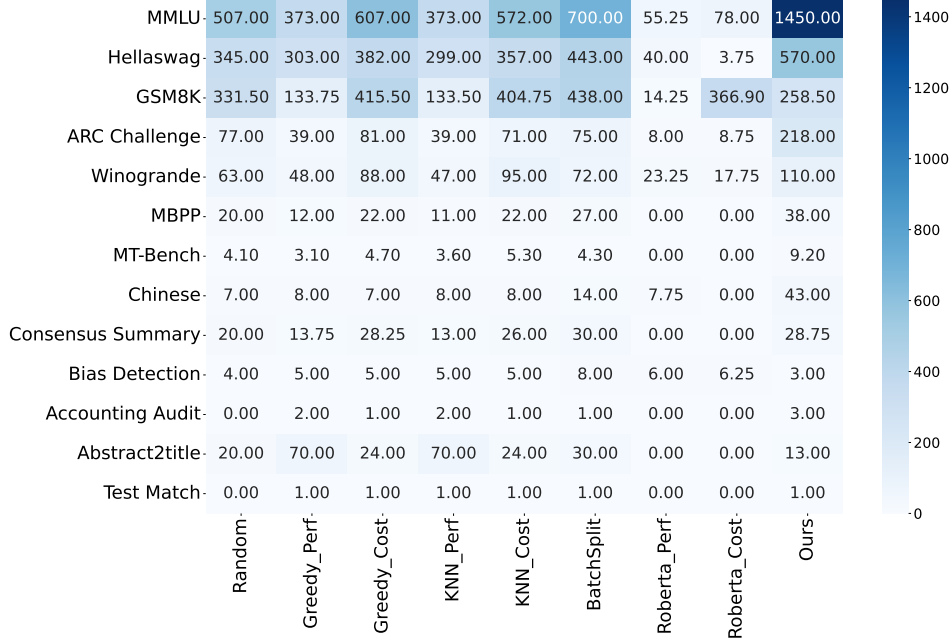 MMLU 507.00 373.00 607.00 373.00 572.00 700.00 55.25 78.00 1450.00
Hellaswag 345.00 303.00 382.00 299.00 357.00 443.00 40.00 3.75 570.00
GSM8K 331.50 133.75 415.50 133.50 404.75 438.00 14.25 366.90 258.50
ARC Challenge 77.00 39.00 81.00 39.00 71.00 75.00 8.00 8.75 218.00
Winogrande 63.00 48.00 88.00 47.00 95.00 72.00 23.25 17.75 110.00
MBPP 20.00 12.00 22.00 11.00 22.00 27.00 0.00 0.00 38.00
MT-Bench 4.10 3.10 4.70 3.60 5.30 4.30 0.00 0.00 9.20
Chinese 7.00 8.00 7.00 8.00 8.00 14.00 7.75 0.00 43.00
Consensus Summary 20.00 13.75 28.25 13.00 26.00 30.00 0.00 0.00 28.75
Bias Detection 4.00 5.00 5.00 5.00 5.00 8.00 6.00 6.25 3.00
Accounting Audit 0.00 2.00 1.00 2.00 1.00 1.00 0.00 0.00 3.00
Abstract2title 20.00 70.00 24.00 70.00 24.00 30.00 0.00 0.00 13.00
Test Match 0.00 1.00 1.00 1.00 1.00 1.00 0.00 0.00 1.00
Random
Greedy_Perf
Greedy_Cost
KNN_Perf
KNN_Cost
BatchSplit
Roberta_Perf
Roberta_Cost
Ours
1400
1200
1000
800
600
400
200
0